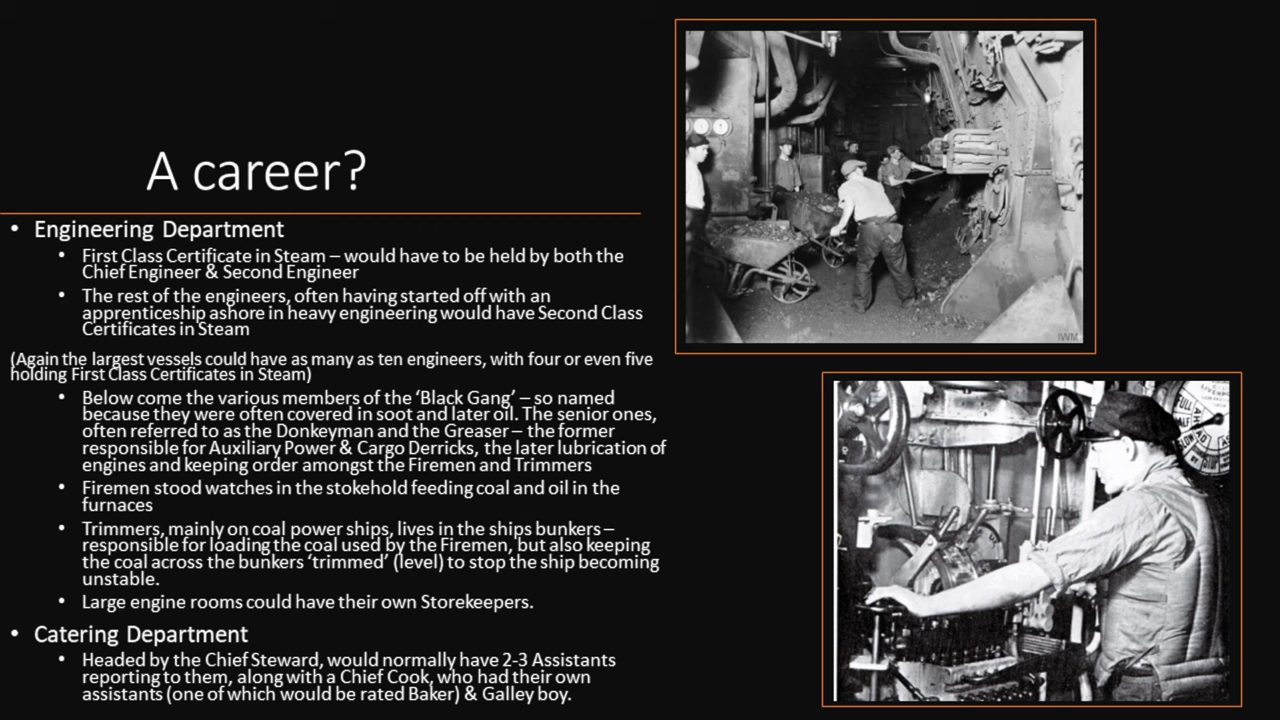 A career?
• Engineering Department
• First Class Certificate in Steam – would have to be held by both the
Chief Engineer & Second Engineer
• The rest of the engineers, often having started off with an
apprenticeship ashore in heavy engineering would have Second Class
Certificates in Steam
(Again the largest vessels could have as many as ten engineers, with four or even five
holding First Class Certificates in Steam)
• Below come the various members of the ‘Black Gang’ – so named
because they were often covered in soot and later oil. The senior ones,
often referred to as the Donkeyman and the Greaser – the former
responsible for Auxiliary Power & Cargo Derricks, the later lubrication of
engines and keeping order amongst the Firemen and Trimmers
• Firemen stood watches in the stokehold feeding coal and oil in the
furnaces
• Trimmers, mainly on coal power ships, lives in the ships bunkers –
responsible for loading the coal used by the Firemen, but also keeping
the coal across the bunkers ‘trimmed’ (level) to stop the ship becoming
unstable.
• Large engine rooms could have their own Storekeepers.
• Catering Department
• Headed by the Chief Steward, would normally have 2-3 Assistants
reporting to them, along with a Chief Cook, who had their own
assistants (one of which would be rated Baker) & Galley boy.
IWM
FULL
HALF
SLOW
AHEAD